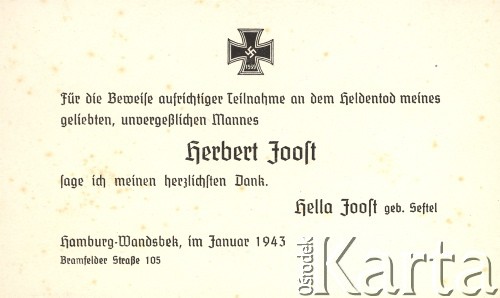 1939
Für die Beweise aufrichtiger Teilnahme an dem Heldentod meines
geliebten, unvergeßlichen Mannes
Herbert Joost
sage ich meinen herzlichsten Dank.
Hella Joost geb. Seftel
Hamburg-Wandsbek, im Januar 1943
Bramfelder Straße 105
ośrodek
Karta